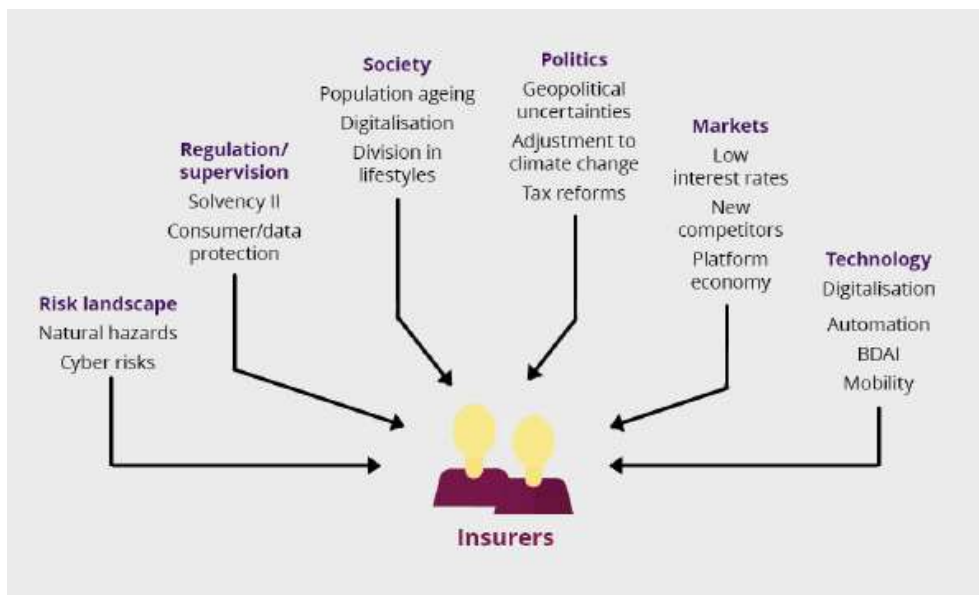 Risk landscape
Natural hazards
Cyber risks
Regulation/
supervision
Solvency II
Consumer/data
protection
Society
Population ageing
Digitalisation
Division in
lifestyles
Politics
Geopolitical
uncertainties
Adjustment to
climate change
Tax reforms
Markets
Low
interest rates
New
competitors
Platform
economy
Technology
Digitalisation
Automation
BDAI
Mobility
Insurers